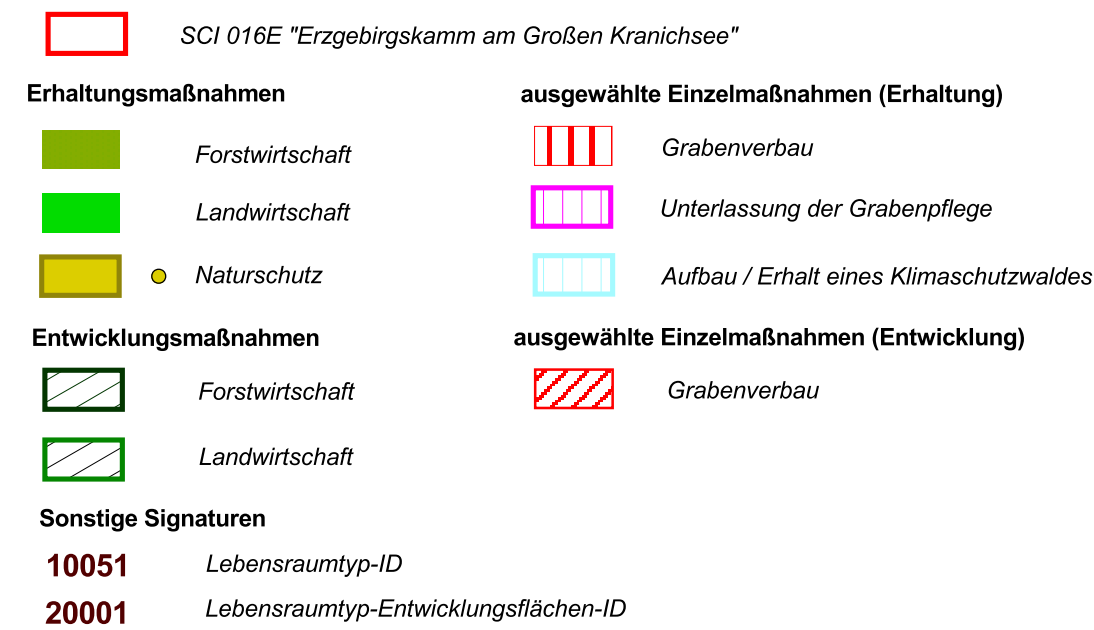 SCI 016E "Erzgebirgskamm am Großen Kranichsee"
Erhaltungsmaßnahmen
Forstwirtschaft
Landwirtschaft
Naturschutz
ausgewählte Einzelmaßnahmen (Erhaltung)
Grabenverbau
Unterlassung der Grabenpflege
Aufbau / Erhalt eines Klimaschutzwaldes
Entwicklungsmaßnahmen
Forstwirtschaft
Landwirtschaft
ausgewählte Einzelmaßnahmen (Entwicklung)
Grabenverbau
Sonstige Signaturen
10051 Lebensraumtyp-ID
20001 Lebensraumtyp-Entwicklungsflächen-ID